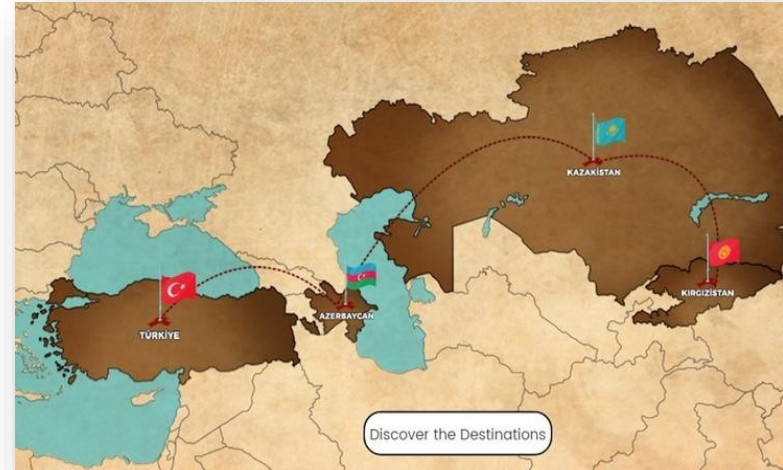 KAZAKİSTAN
KIRGIZİSTAN
AZERBAYCAN
TÜRKİYE
Discover the Destinations